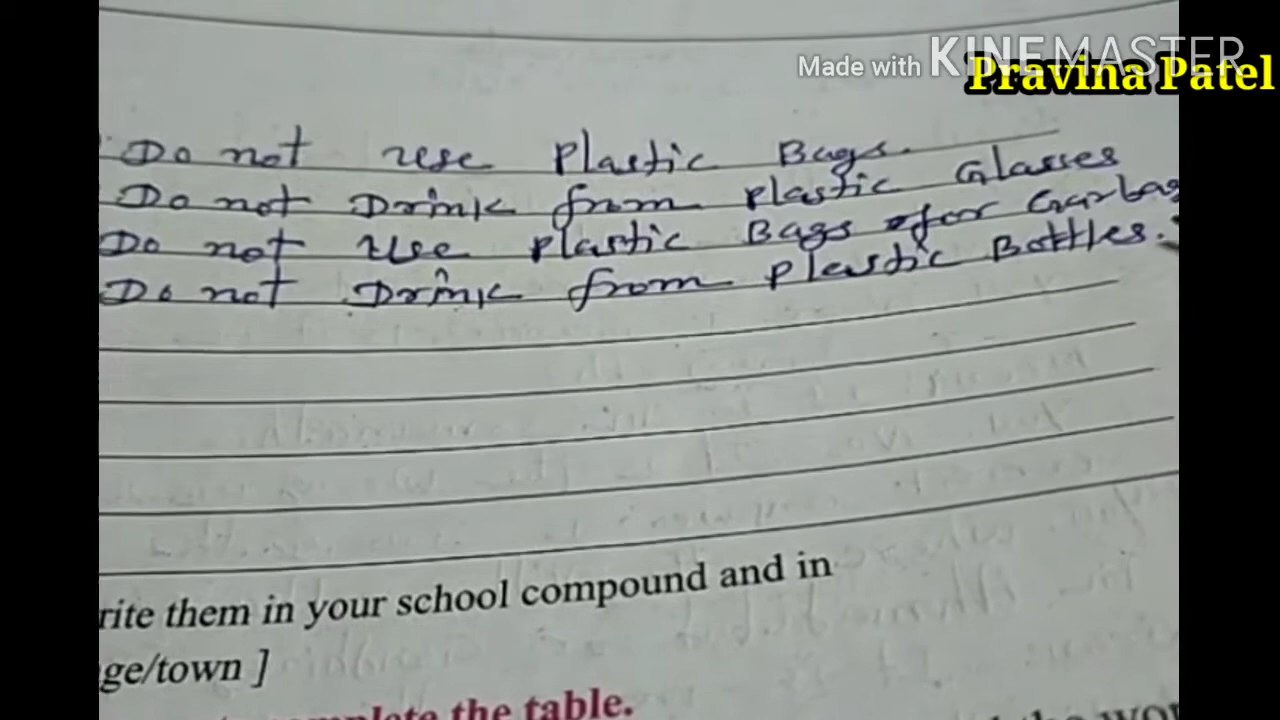 Made with KINEMASTER
Pravina Patel
Do not use Plastic Bags.
Do not Drink from plastic Glasses
Do not use plastic Bags for Garbag
Do not Drink from plastic Bottles.
rite them in your school compound and in
ge/town ]
complete the table.